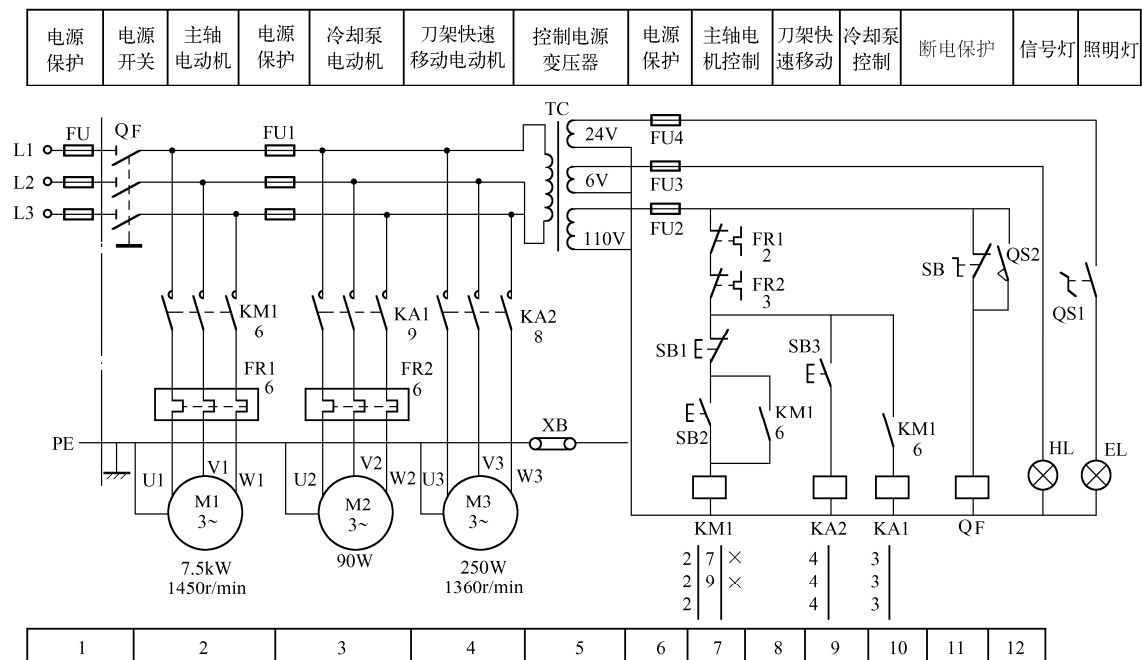 电源保护
电源开关
主轴电动机
电源保护
冷却泵电动机
刀架快速移动电动机
控制电源变压器
电源保护
主轴电机控制
刀架快速移动
冷却泵控制
断电保护
信号灯
照明灯
L1
L2
L3
FU
QF
FU1
TC
24V
6V
110V
FU4
FU3
FU2
FR1
2
FR2
3
SB
QS2
QS1
KM1
6
KA1
9
KA2
8
FR1
6
FR2
6
SB1
SB2
KM1
6
SB3
KM1
6
PE
XB
U1
V1
W1
U2
V2
W2
U3
V3
W3
M1
3~
M2
3~
M3
3~
7.5kW
1450r/min
90W
250W
1360r/min
HL
EL
KM1
KA2
KA1
QF
2 7 ×
2 9 ×
2
4
4
4
3
3
3
1 2 3 4 5 6 7 8 9 10 11 12